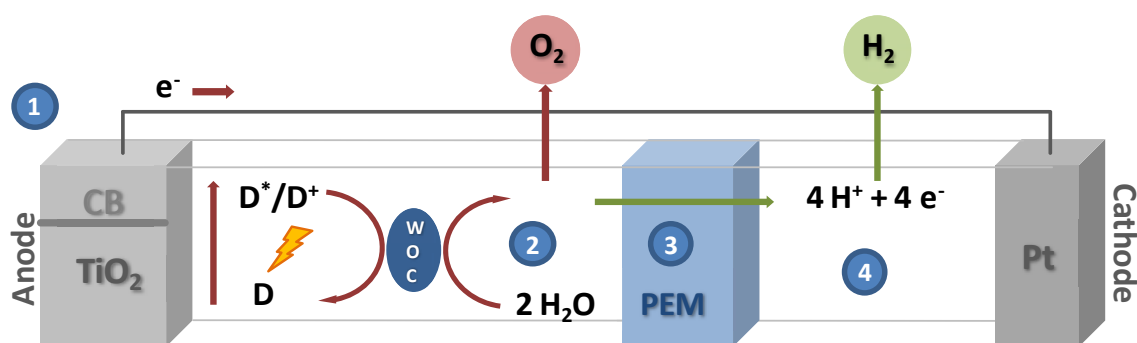 O₂
H₂
1
e⁻
CB
D*/D⁺
4 H⁺ + 4 e⁻
W
O
C
2
3
4
Anode
TiO₂
D
2 H₂O
PEM
Pt
Cathode